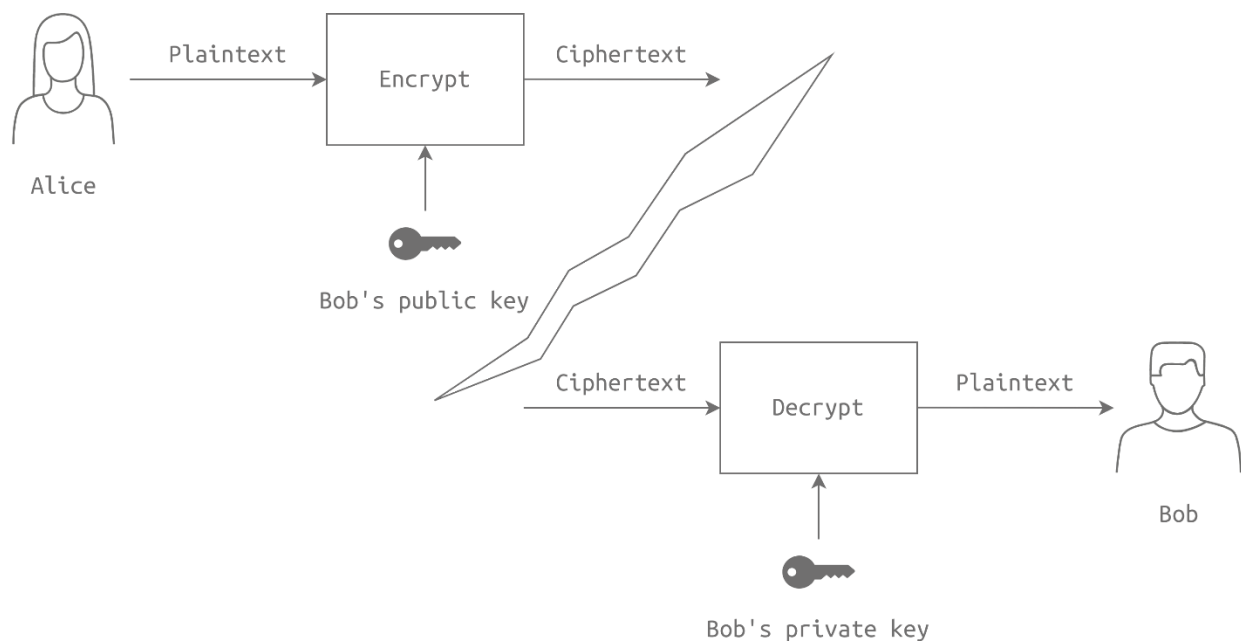 Plaintext
Encrypt
Ciphertext
Alice
Bob's public key
Ciphertext
Decrypt
Plaintext
Bob
Bob's private key